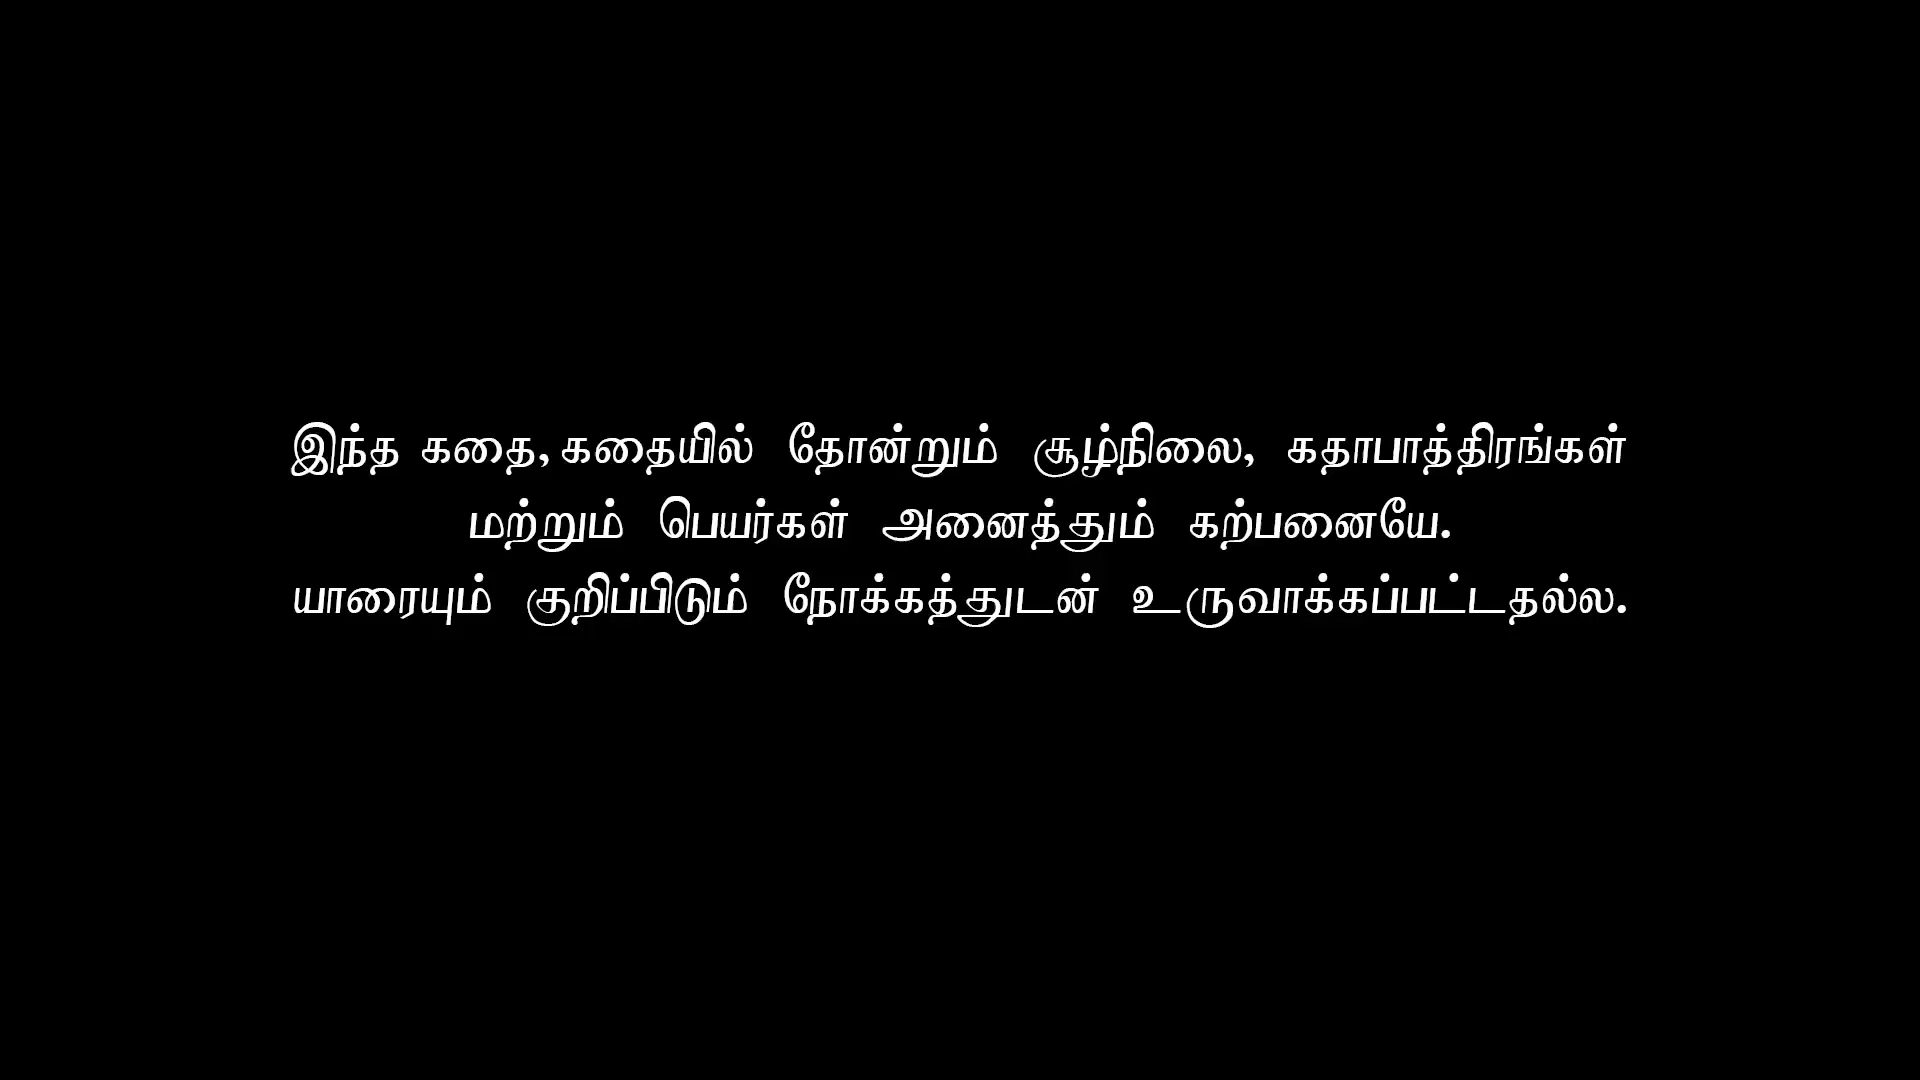 இந்த கதை, கதையில் தோன்றும் சூழ்நிலை, கதாபாத்திரங்கள்
மற்றும் பெயர்கள் அனைத்தும் கற்பனையே.
யாரையும் குறிப்பிடும் நோக்கத்துடன் உருவாக்கப்பட்டதல்ல.